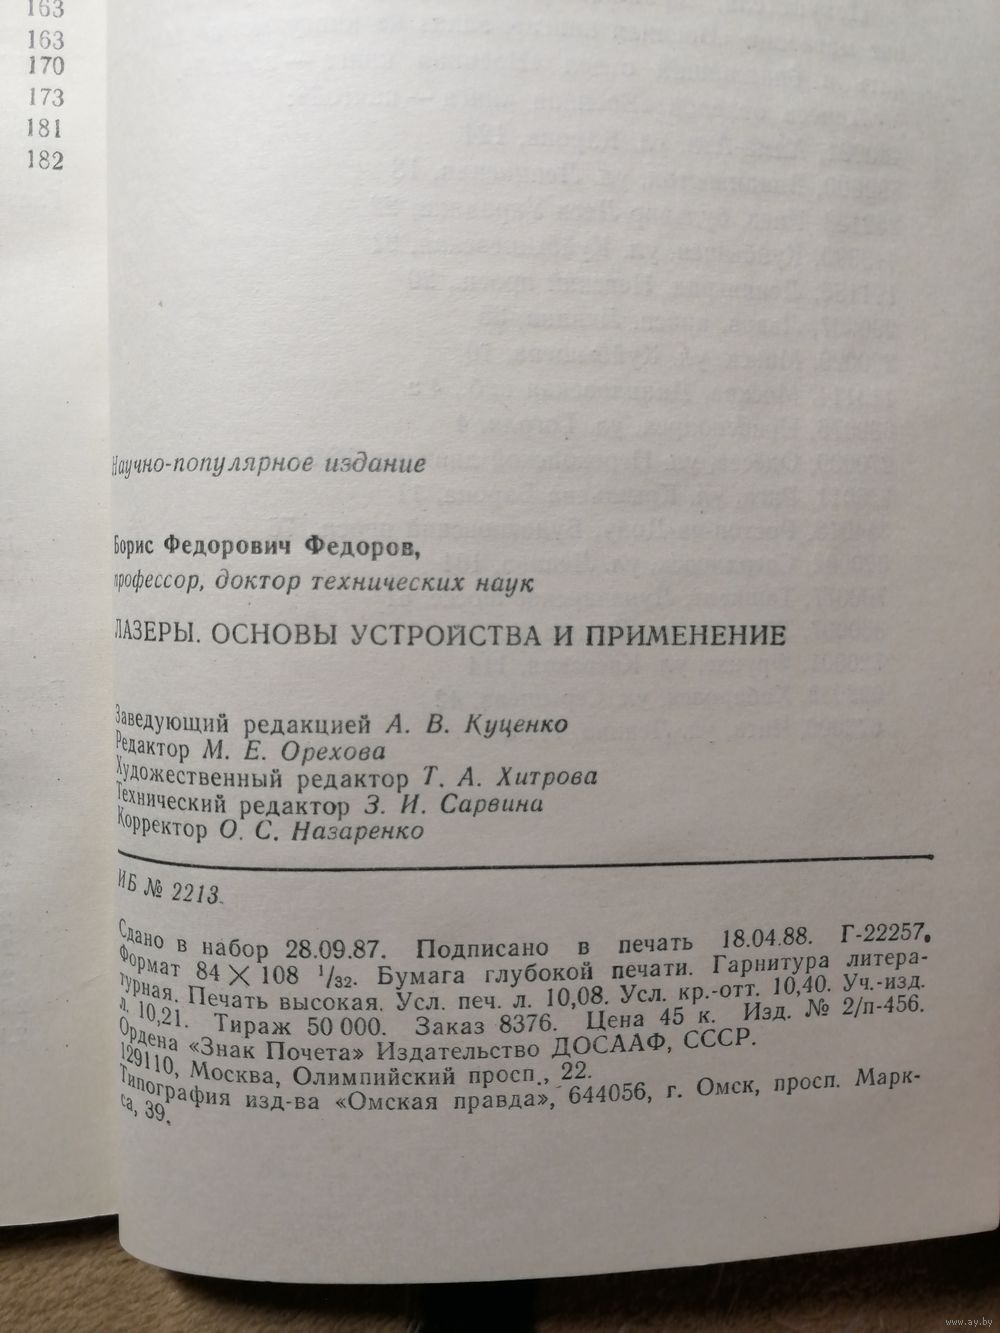 163
163
170
173
181
182
Научно-популярное издание
Борис Федорович Федоров,
профессор, доктор технических наук
ЛАЗЕРЫ. ОСНОВЫ УСТРОЙСТВА И ПРИМЕНЕНИЕ
Заведующий редакцией А. В. Куценко
Редактор М. Е. Орехова
Художественный редактор Т. А. Хитрова
Технический редактор З. И. Сарвина
Корректор О. С. Назаренко
ИБ № 2213.
Сдано в набор 28.09.87. Подписано в печать 18.04.88. Г-22257.
Формат 84 × 108 1/32. Бумага глубокой печати. Гарнитура литера-
турная. Печать высокая. Усл. печ. л. 10,08. Усл. кр.-отт. 10,40. Уч.-изд.
л. 10,21. Тираж 50 000. Заказ 8376. Цена 45 к. Изд. № 2/п-456.
Ордена «Знак Почета» Издательство ДОСААФ, СССР.
129110, Москва, Олимпийский просп., 22.
Типография изд-ва «Омская правда», 644056, г. Омск, просп. Марк-
са, 39.
www.ay.by